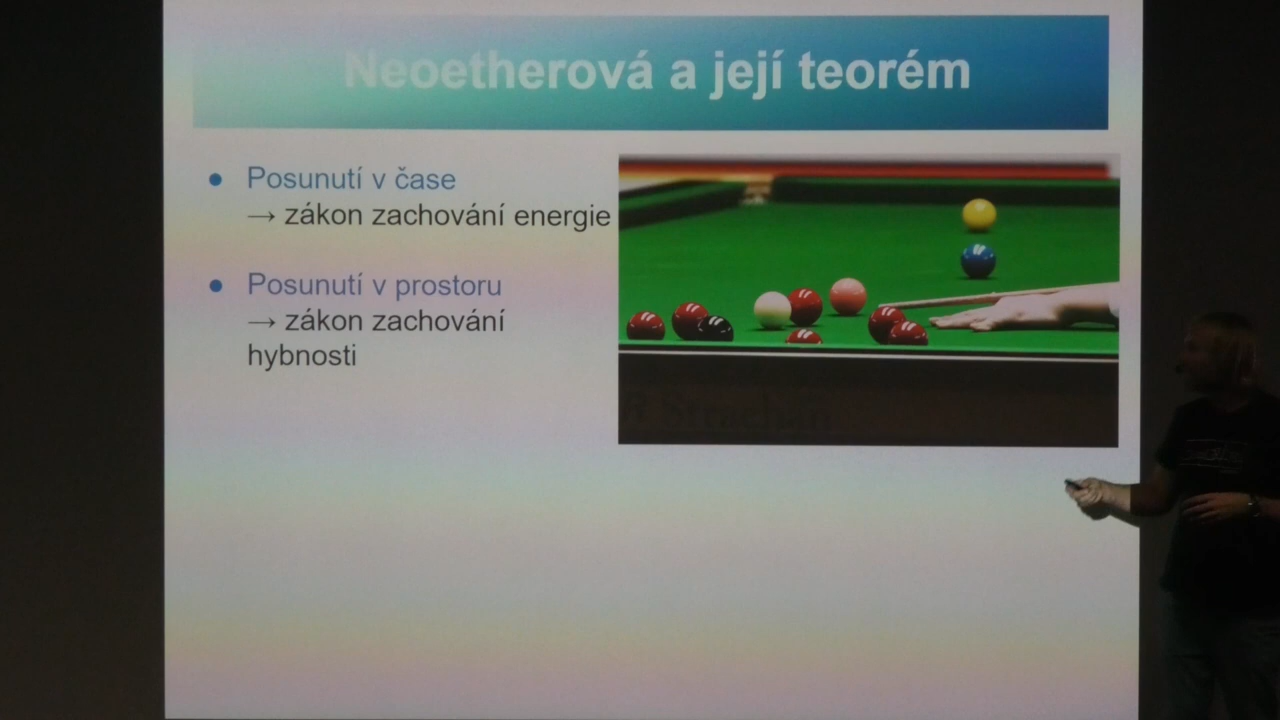 Neoetherová a její teorém
● Posunutí v čase
→ zákon zachování energie
● Posunutí v prostoru
→ zákon zachování
hybnosti